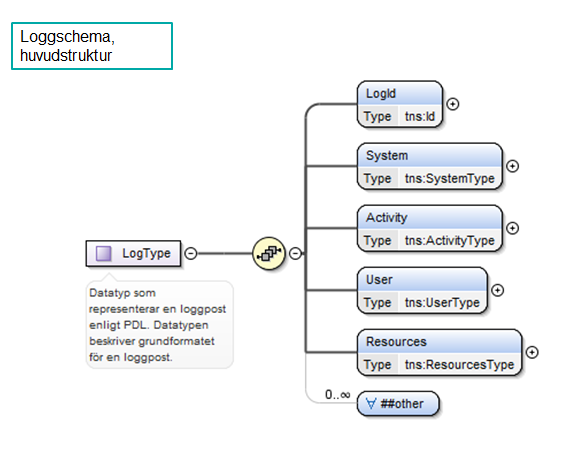 Loggschema,
huvudstruktur
LogId
Type tns:Id
System
Type tns:SystemType
Activity
Type tns:ActivityType
LogType
User
Type tns:UserType
Datatyp som
representerar en loggpost
enligt PDL. Datatypen
beskriver grundformatet
för en loggpost.
Resources
Type tns:ResourcesType
0..∞
∀ ##other